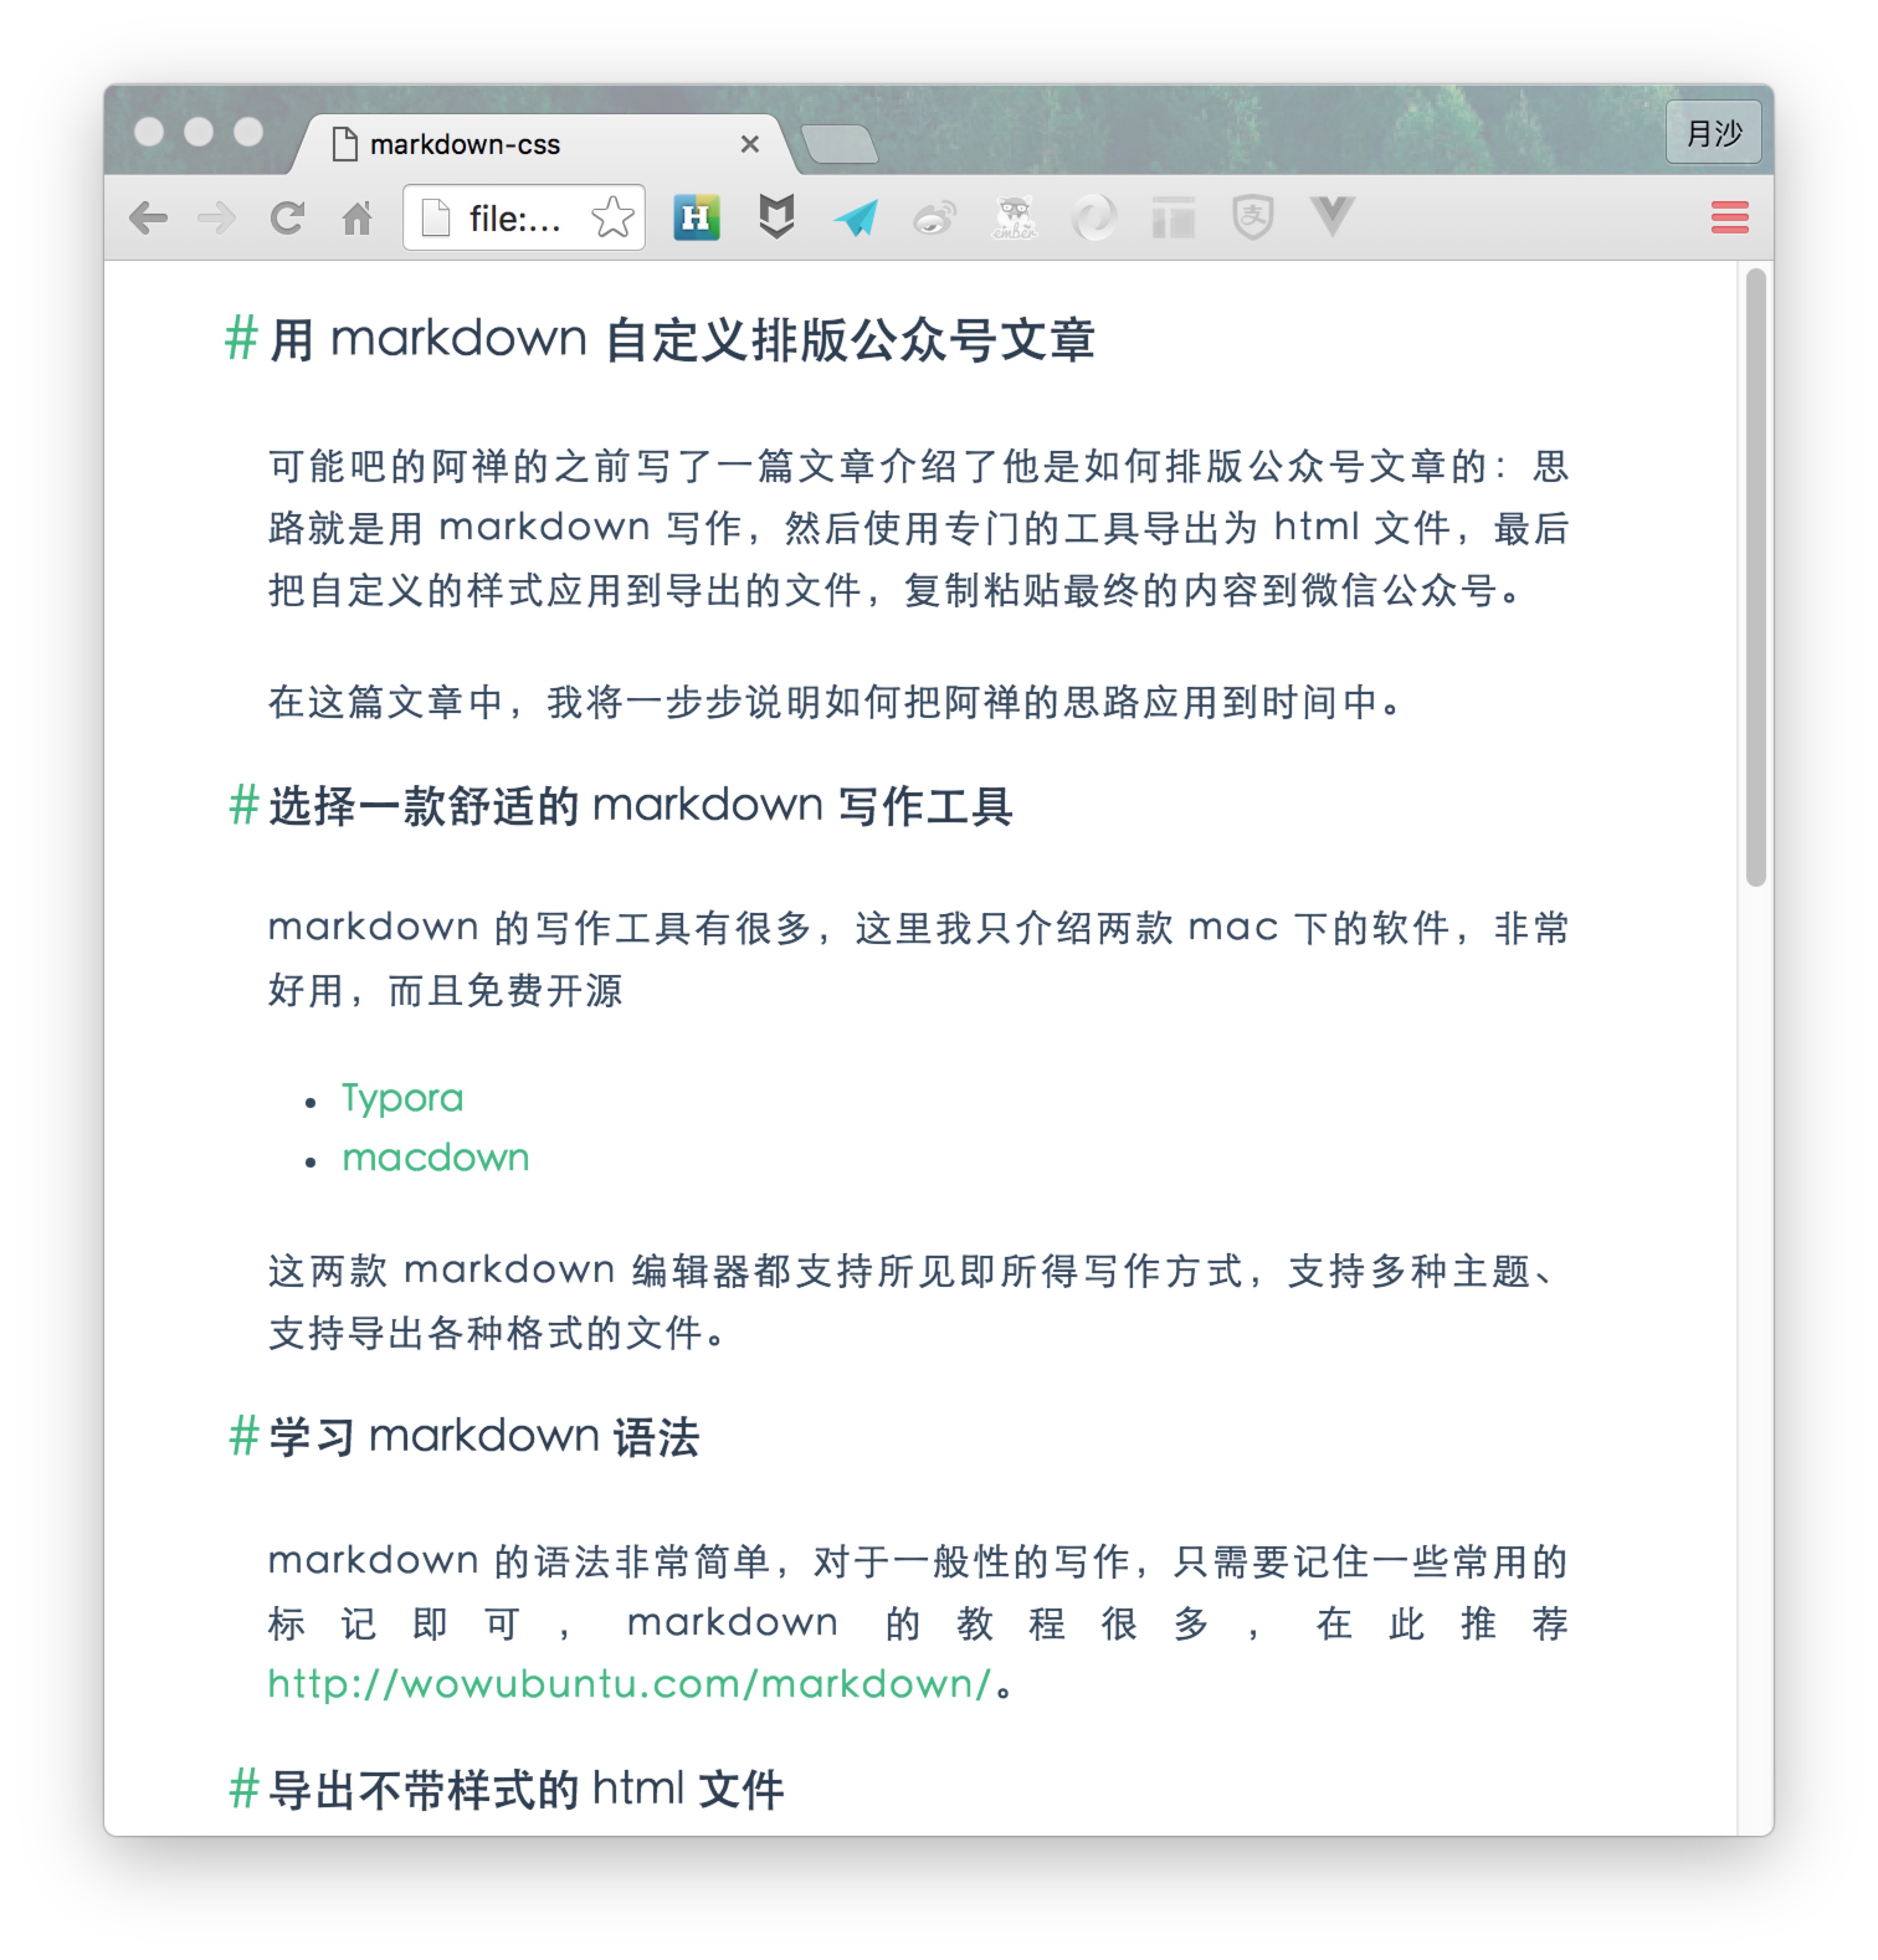 markdown-css
月沙
file:...
H
ember
支
# 用 markdown 自定义排版公众号文章
可能吧的阿禅的之前写了一篇文章介绍了他是如何排版公众号文章的：思
路就是用 markdown 写作，然后使用专门的工具导出为 html 文件，最后
把自定义的样式应用到导出的文件，复制粘贴最终的内容到微信公众号。
在这篇文章中，我将一步步说明如何把阿禅的思路应用到时间中。
# 选择一款舒适的 markdown 写作工具
markdown 的写作工具有很多，这里我只介绍两款 mac 下的软件，非常
好用，而且免费开源
• Typora
• macdown
这两款 markdown 编辑器都支持所见即所得写作方式，支持多种主题、
支持导出各种格式的文件。
# 学习 markdown 语法
markdown 的语法非常简单，对于一般性的写作，只需要记住一些常用的
标记即可，markdown 的教程很多，在此推荐
http://wowubuntu.com/markdown/。
# 导出不带样式的 html 文件